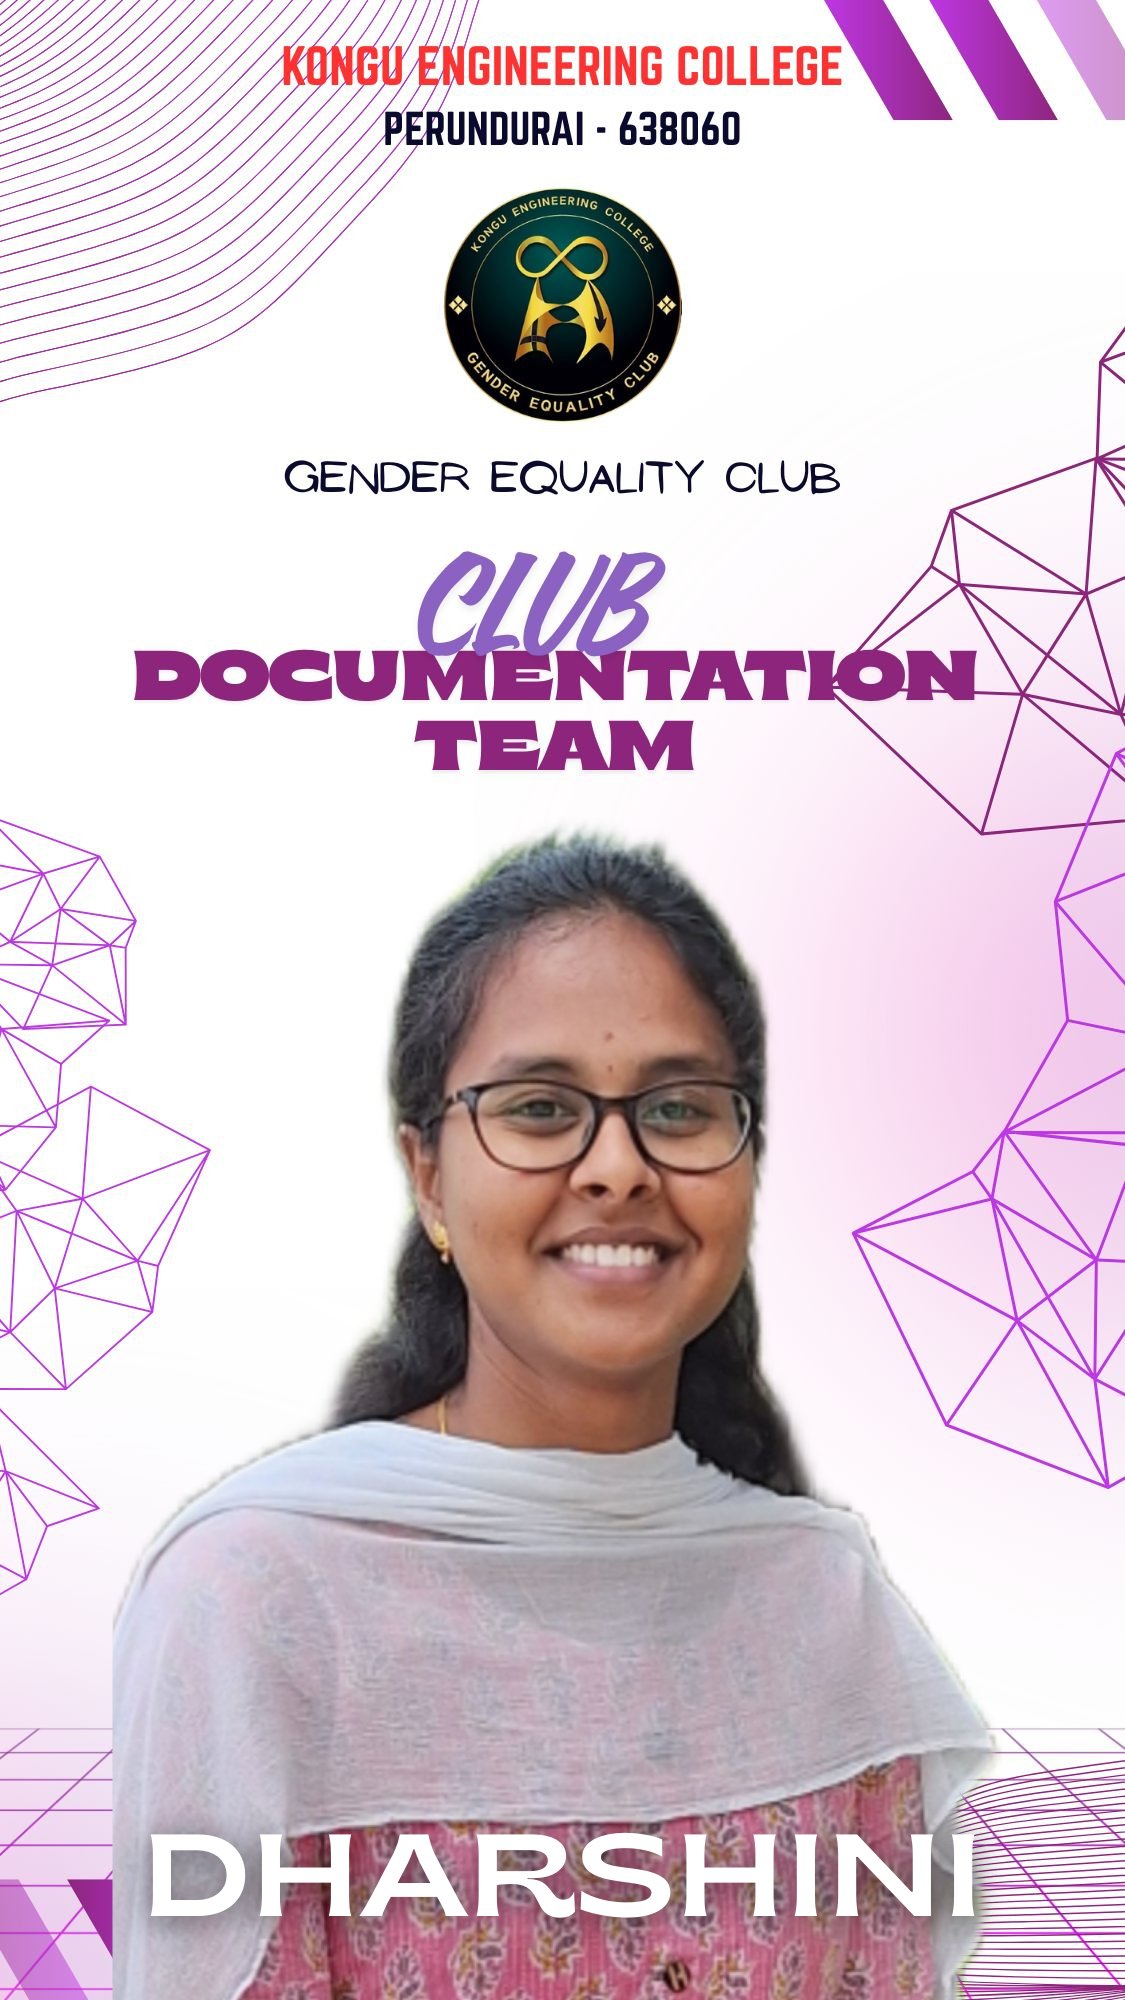 KONGU ENGINEERING COLLEGE
PERUNDURAI - 638060
KONGU ENGINEERING COLLEGE
GENDER EQUALITY CLUB
GENDER EQUALITY CLUB
CLUB
DOCUMENTATION
TEAM
DHARSHINI